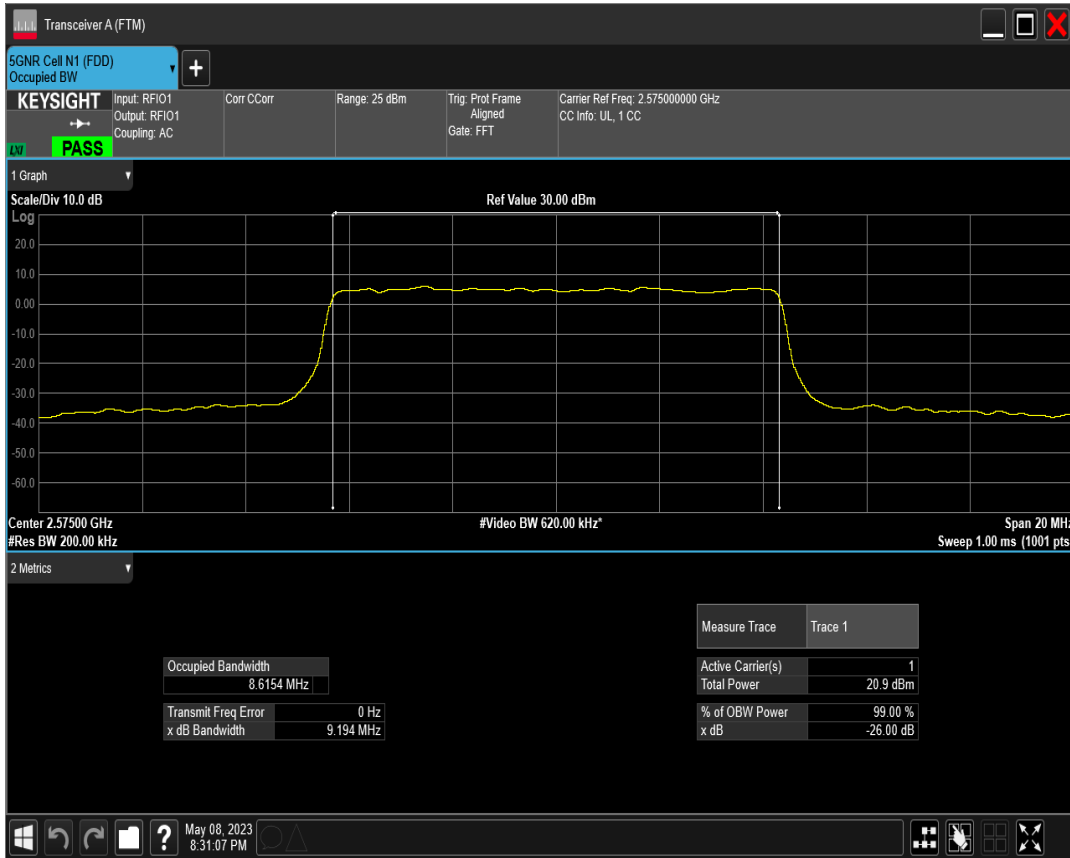 Transceiver A (FTM)
5GNR Cell N1 (FDD)
Occupied BW
+
KEYSIGHT
LXI
PASS
Input: RFIO1
Output: RFIO1
Coupling: AC
Corr CCorr
Range: 25 dBm
Trig: Prot Frame
Aligned
Gate: FFT
Carrier Ref Freq: 2.575000000 GHz
CC Info: UL, 1 CC
1 Graph
Scale/Div 10.0 dB
Ref Value 30.00 dBm
Log
20.0
10.0
0.00
-10.0
-20.0
-30.0
-40.0
-50.0
-60.0
Center 2.57500 GHz
#Video BW 620.00 kHz*
Span 20 MHz
#Res BW 200.00 kHz
Sweep 1.00 ms (1001 pts
2 Metrics
Measure Trace Trace 1
Occupied Bandwidth
8.6154 MHz
Active Carrier(s) 1
Total Power 20.9 dBm
Transmit Freq Error 0 Hz
x dB Bandwidth 9.194 MHz
% of OBW Power 99.00 %
x dB -26.00 dB
?
May 08, 2023
8:31:07 PM